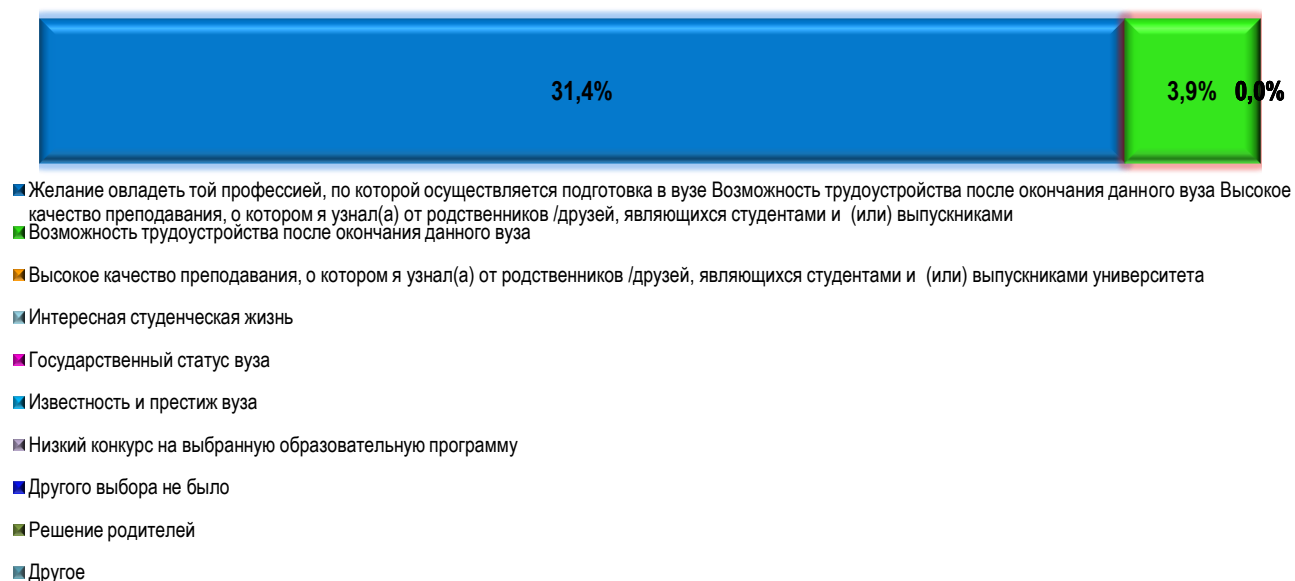 31,4% 3,9% 0,0%
Желание овладеть той профессией, по которой осуществляется подготовка в вузе Возможность трудоустройства после окончания данного вуза Высокое
качество преподавания, о котором я узнал(а) от родственников /друзей, являющихся студентами и (или) выпускниками
Возможность трудоустройства после окончания данного вуза
Высокое качество преподавания, о котором я узнал(а) от родственников /друзей, являющихся студентами и (или) выпускниками университета
Интересная студенческая жизнь
Государственный статус вуза
Известность и престиж вуза
Низкий конкурс на выбранную образовательную программу
Другого выбора не было
Решение родителей
Другое